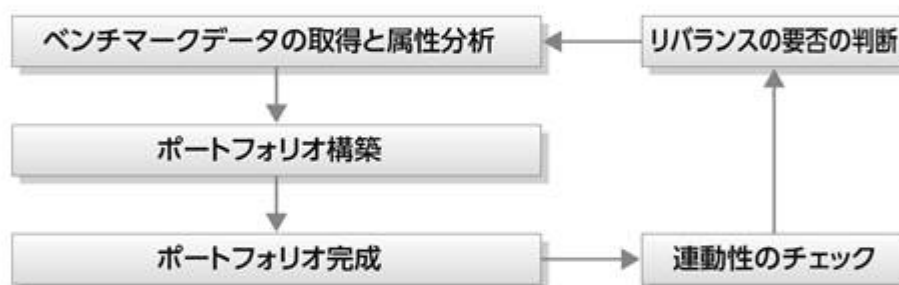 ベンチマークデータの取得と属性分析
リバランスの要否の判断
ポートフォリオ構築
ポートフォリオ完成
連動性のチェック